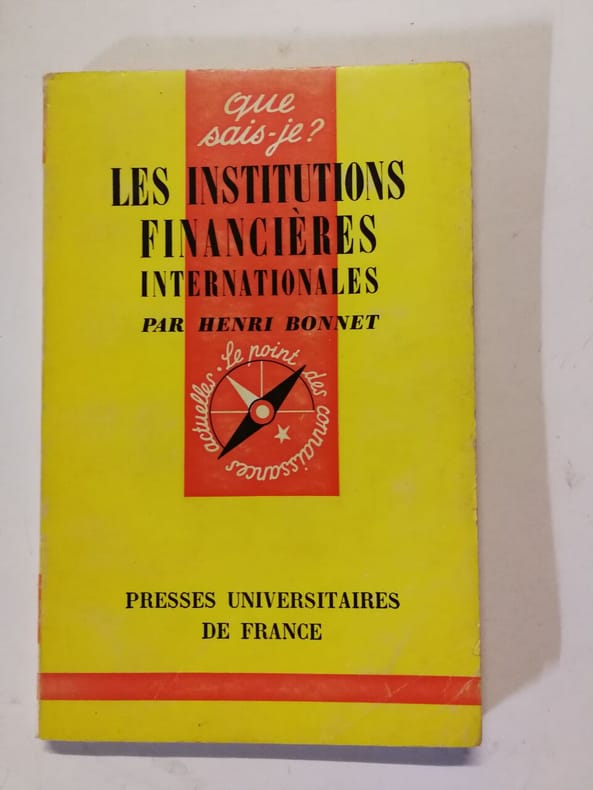 que
sais-je?
LES INSTITUTIONS
FINANCIÈRES
INTERNATIONALES
PAR HENRI BONNET
Le point des connaissances actuelles.
PRESSES UNIVERSITAIRES
DE FRANCE